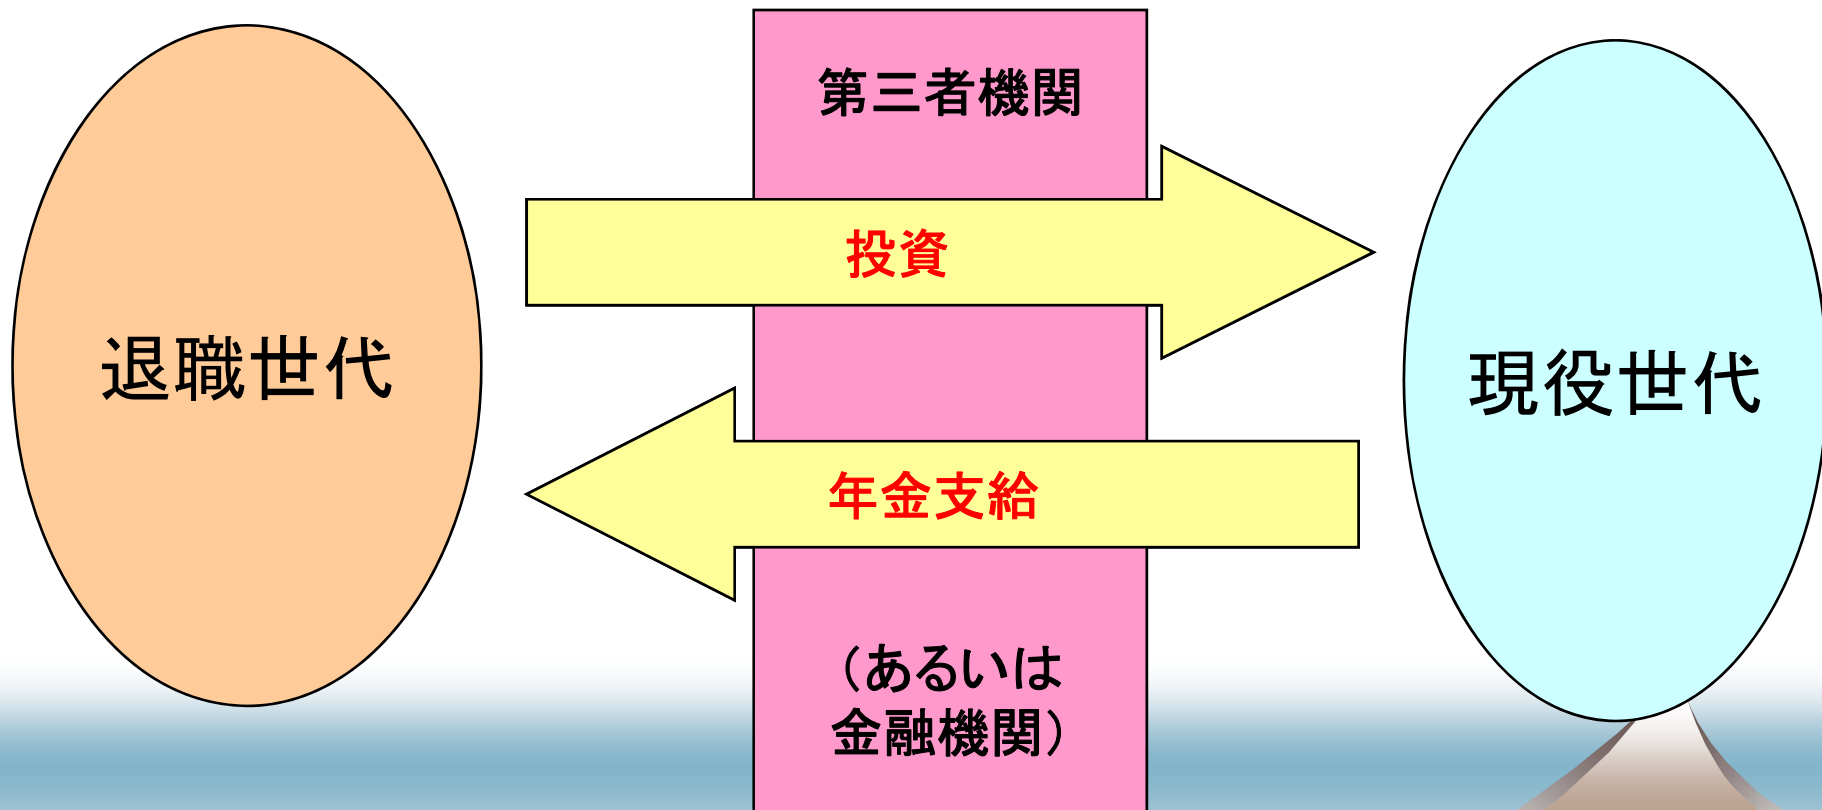 第三者機関
投資
退職世代
現役世代
年金支給
（あるいは
金融機関）